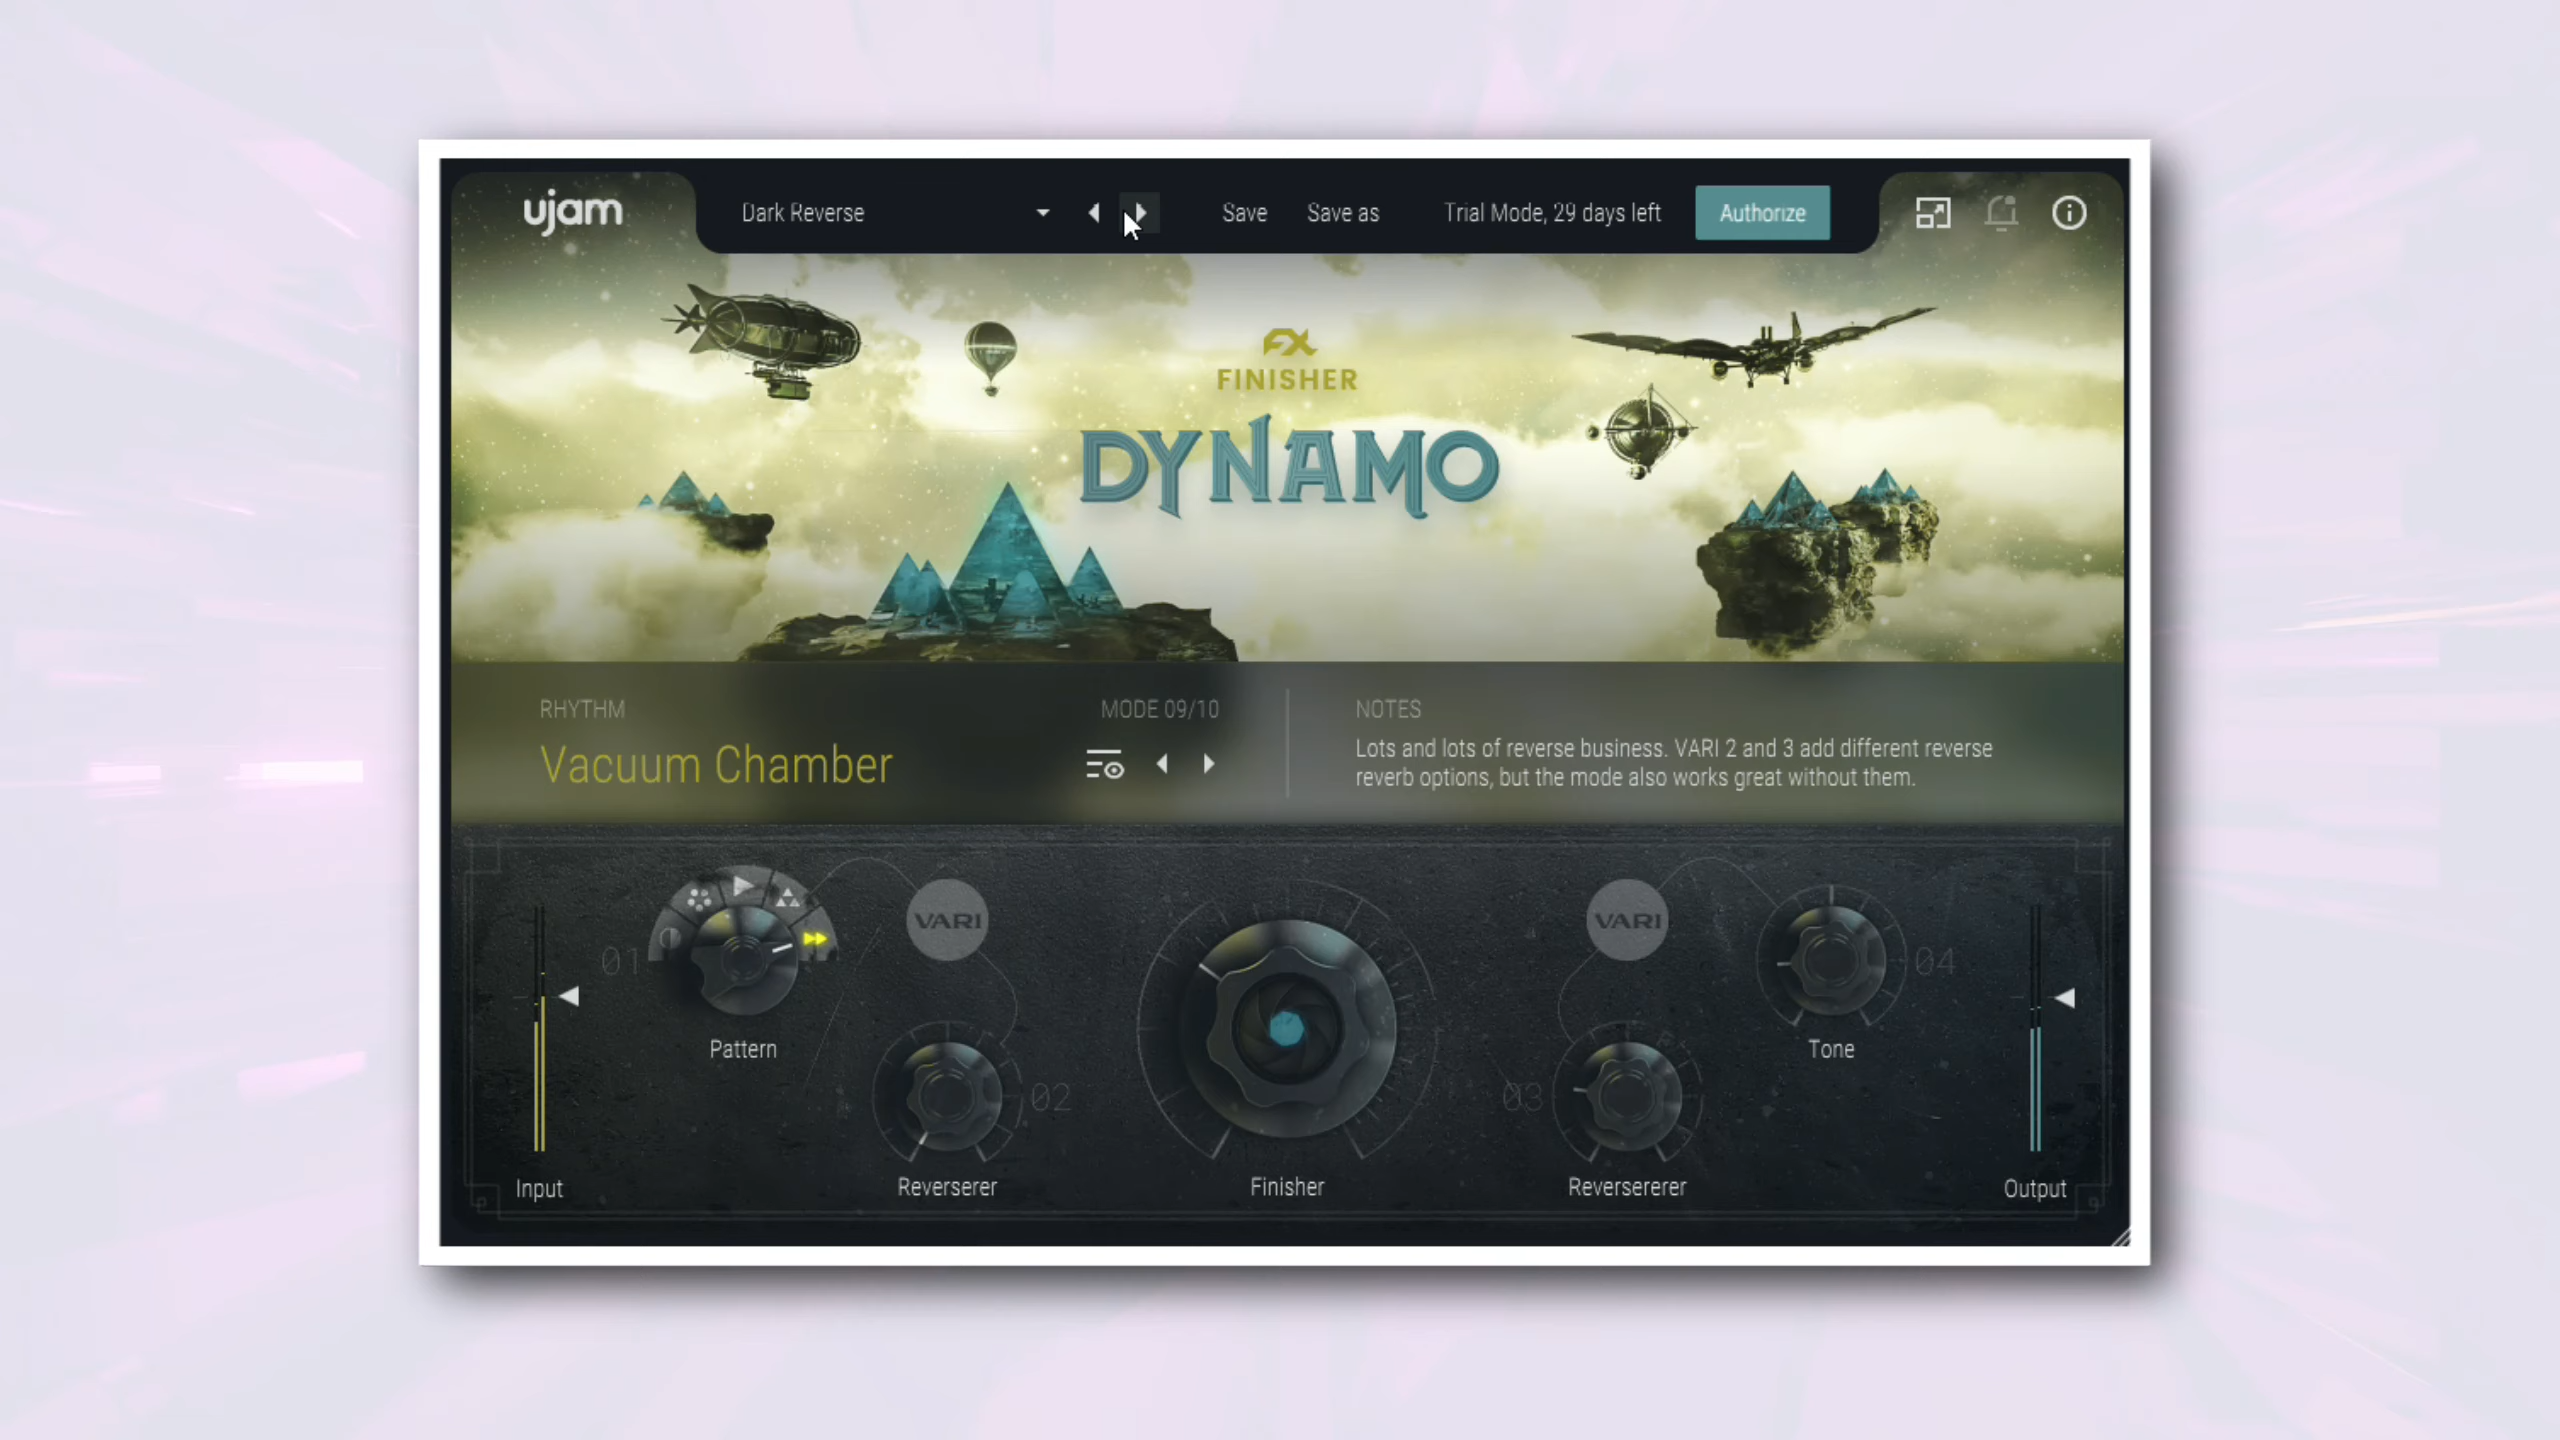 ujam
Dark Reverse
Save
Save as
Trial Mode, 29 days left
Authorize
FX
FINISHER
DYNAMO
RHYTHM
MODE 09/10
Vacuum Chamber
NOTES
Lots and lots of reverse business. VARI 2 and 3 add different reverse
reverb options, but the mode also works great without them.
VARI
VARI
01
04
Pattern
Tone
02
03
Input
Reverserer
Finisher
Reversererer
Output